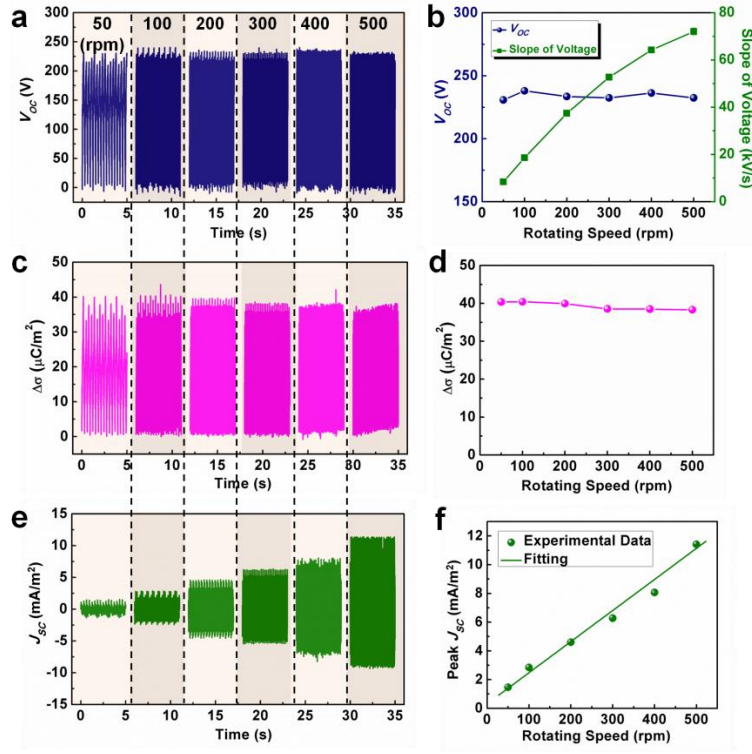 a
50
(rpm)
100
200
300
400
500
300
250
200
150
100
50
0
V_OC (V)
0 5 10 15 20 25 30 35
Time (s)
b
300
250
200
150
V_OC (V)
V_OC
Slope of Voltage
80
60
40
20
0
Slope of Voltage (kV/s)
0 100 200 300 400 500
Rotating Speed (rpm)
c
50
40
30
20
10
0
Δσ (μC/m²)
0 5 10 15 20 25 30 35
Time (s)
d
50
40
30
20
10
0
Δσ (μC/m²)
0 100 200 300 400 500
Rotating Speed (rpm)
e
15
10
5
0
-5
-10
-15
J_SC (mA/m²)
0 5 10 15 20 25 30 35
Time (s)
f
12
10
8
6
4
2
0
Peak J_SC (mA/m²)
Experimental Data
Fitting
0 100 200 300 400 500
Rotating Speed (rpm)